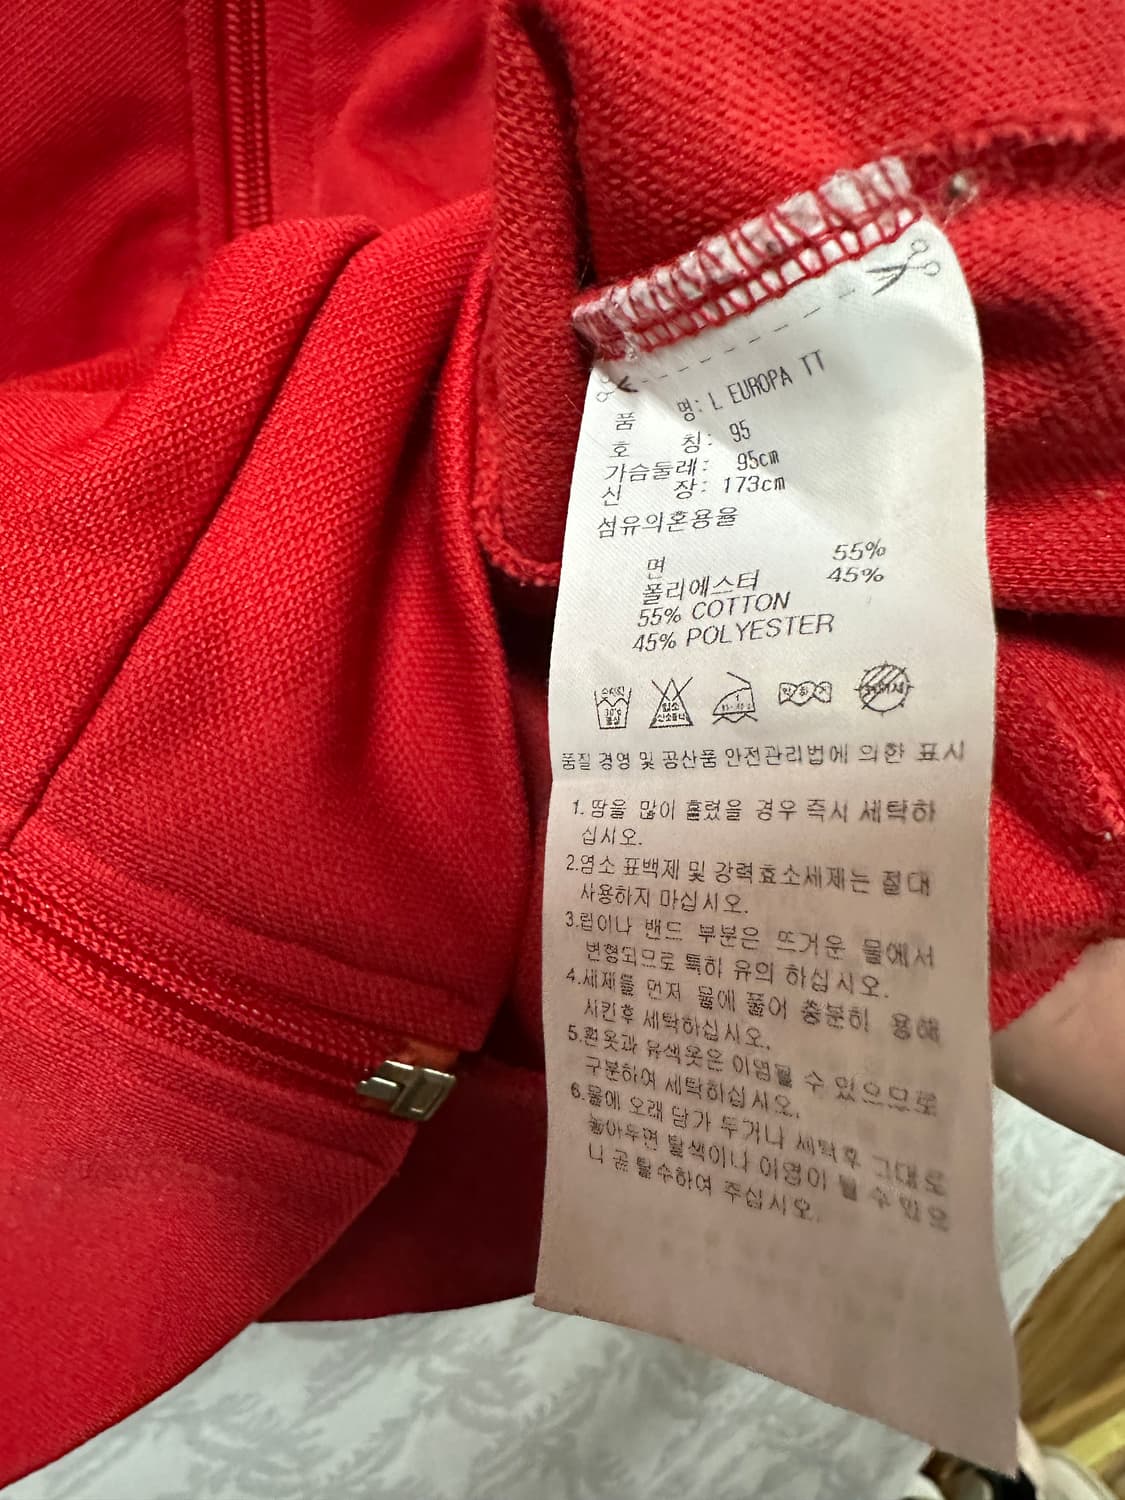 품 명: L EUROPA TT
호 칭: 95
가슴둘레: 95cm
신 장: 173cm
섬유의혼용율
면 55%
폴리에스터 45%
55% COTTON
45% POLYESTER
30℃
품질 경영 및 공산품 안전관리법에 의한 표시
1. 땀을 많이 흘렸을 경우 즉시 세탁하
십시오.
2.염소 표백제 및 강력효소세제는 절대
사용하지 마십시오.
3.립이나 밴드 부분은 뜨거운 물에서
변형되므로 특히 유의 하십시오.
4.세제를 먼저 물에 풀어 충분히 용해
시킨후 세탁하십시오.
5.흰옷과 유색옷은 이염될 수 있으므로
구분하여 세탁하십시오.
6.물에 오래 담가 두거나 세탁후 그대로
놓아두면 탈색이나 이염이 될 수 있으
니 곧 탈수하여 주십시오.